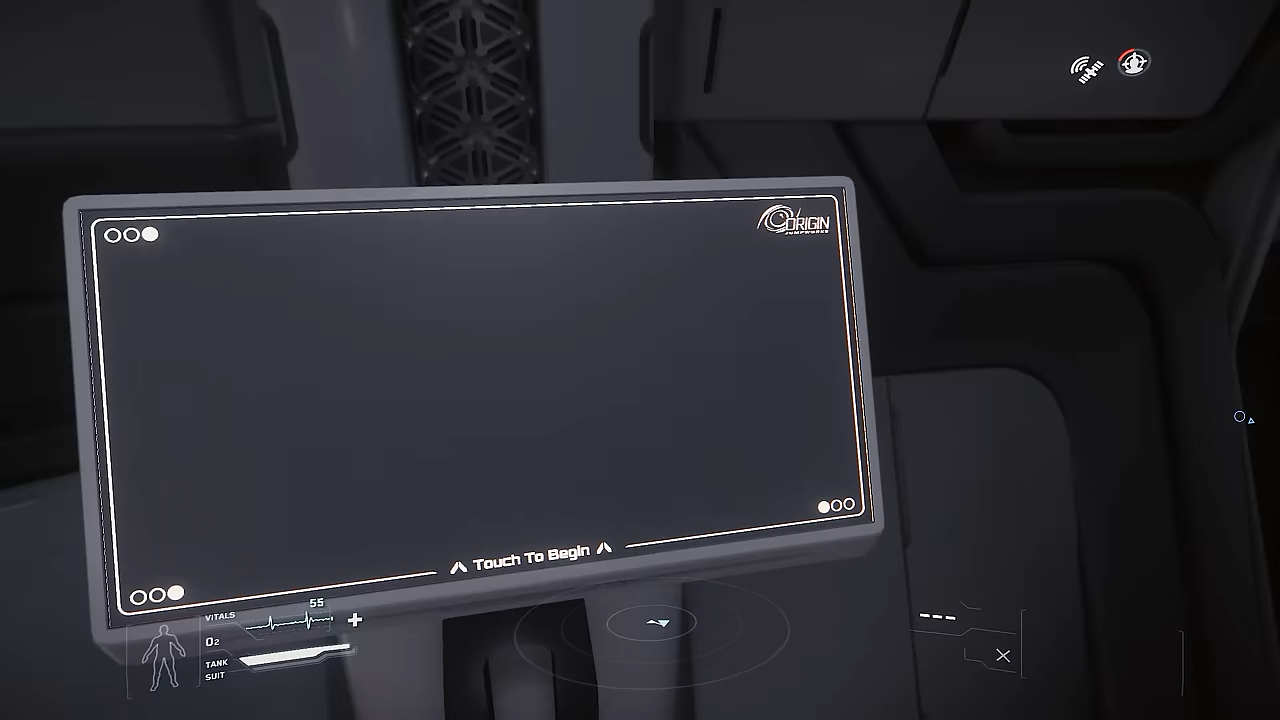 ORIGIN
JUMPWORKS
Touch To Begin
55
VITALS
O2
TANK
SUIT